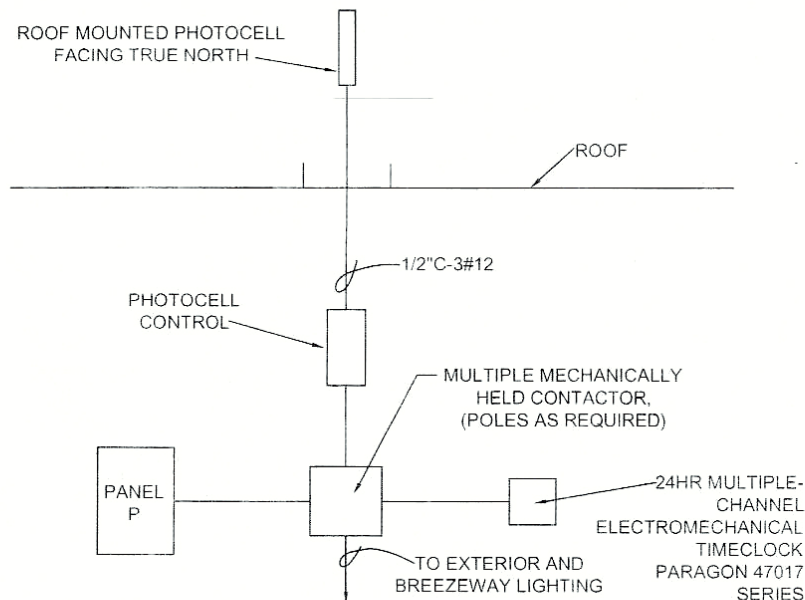 ROOF MOUNTED PHOTOCELL
FACING TRUE NORTH
ROOF
1/2"C-3#12
PHOTOCELL
CONTROL
MULTIPLE MECHANICALLY
HELD CONTACTOR,
(POLES AS REQUIRED)
PANEL
P
24HR MULTIPLE-
CHANNEL
ELECTROMECHANICAL
TIMECLOCK
PARAGON 47017
SERIES
TO EXTERIOR AND
BREEZEWAY LIGHTING